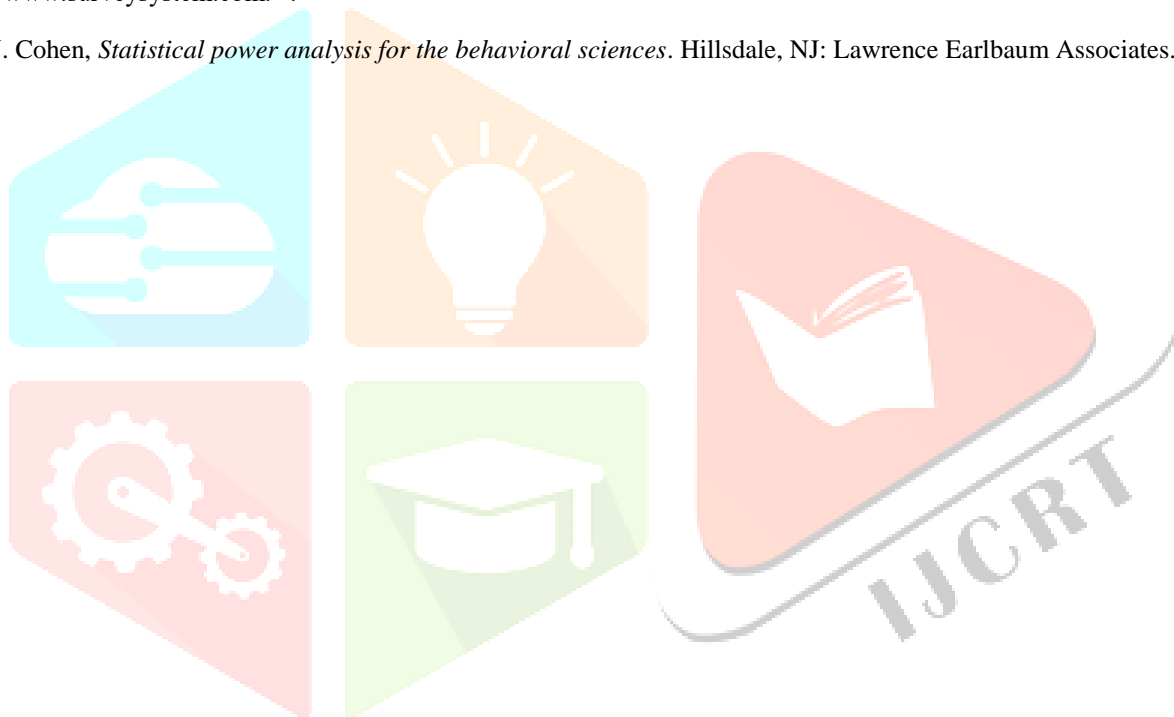 . Cohen, Statistical power analysis for the behavioral sciences. Hillsdale, NJ: Lawrence Earlbaum Associates.
IJCRT